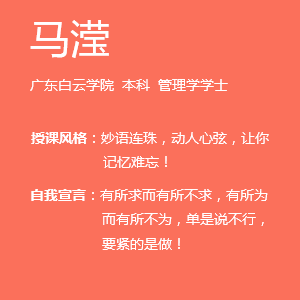 马滢
广东白云学院 本科 管理学学士
授课风格：妙语连珠，动人心弦，让你
记忆难忘！
自我宣言：有所求而有所不求，有所为
而有所不为，单是说不行，
要紧的是做！